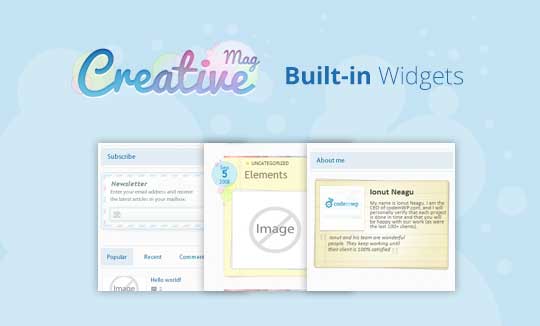 Creative Mag
Built-in Widgets
Subscribe
Newsletter
Enter your email address and receive
the latest articles in your mailbox.
Popular Recent Commen
Image
Hello world!
Sep
5
2008
UNCATEGORIZED
Elements
Image
About me
codeinwp
Ionut Neagu
My name is Ionut Neagu. I am the
CEO of codeinWP.com, and I will
personally verify that each project
is done in time and that you will
be happy with our work (as were
the last 100+ clients).
Ionut and his team are wonderful
people. They keep working until
their client is 100% satisfied